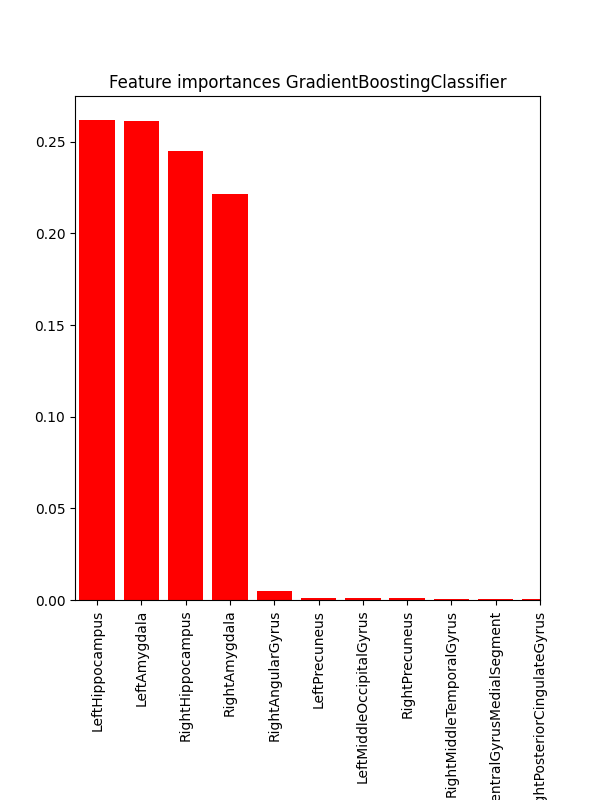 Feature importances GradientBoostingClassifier
0.25
0.20
0.15
0.10
0.05
0.00
LeftHippocampus
LeftAmygdala
RightHippocampus
RightAmygdala
RightAngularGyrus
LeftPrecuneus
LeftMiddleOccipitalGyrus
RightPrecuneus
RightMiddleTemporalGyrus
entralGyrusMedialSegment
ghtPosteriorCingulateGyrus